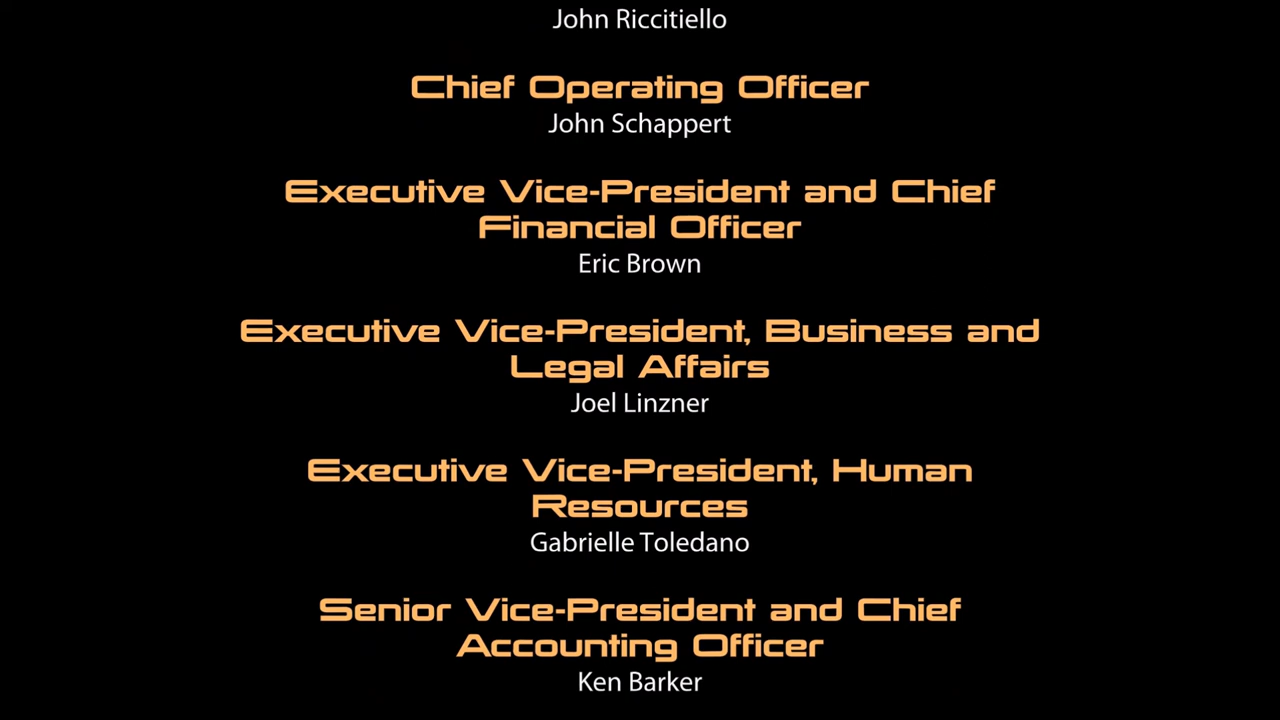 John Riccitiello
Chief Operating Officer
John Schappert
Executive Vice-President and Chief
Financial Officer
Eric Brown
Executive Vice-President, Business and
Legal Affairs
Joel Linzner
Executive Vice-President, Human
Resources
Gabrielle Toledano
Senior Vice-President and Chief
Accounting Officer
Ken Barker